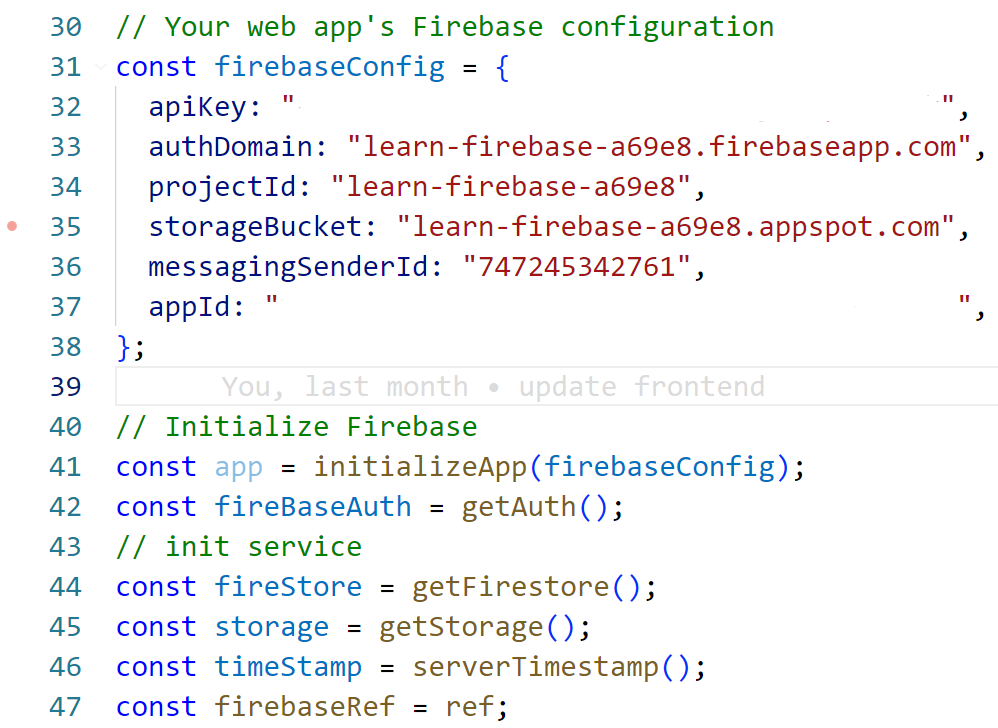 30 // Your web app's Firebase configuration
31 const firebaseConfig = {
32 apiKey: "                    ",
33 authDomain: "learn-firebase-a69e8.firebaseapp.com",
34 projectId: "learn-firebase-a69e8",
35 storageBucket: "learn-firebase-a69e8.appspot.com",
36 messagingSenderId: "747245342761",
37 appId: "                    ",
38 };
39 You, last month • update frontend
40 // Initialize Firebase
41 const app = initializeApp(firebaseConfig);
42 const fireBaseAuth = getAuth();
43 // init service
44 const fireStore = getFirestore();
45 const storage = getStorage();
46 const timeStamp = serverTimestamp();
47 const firebaseRef = ref;